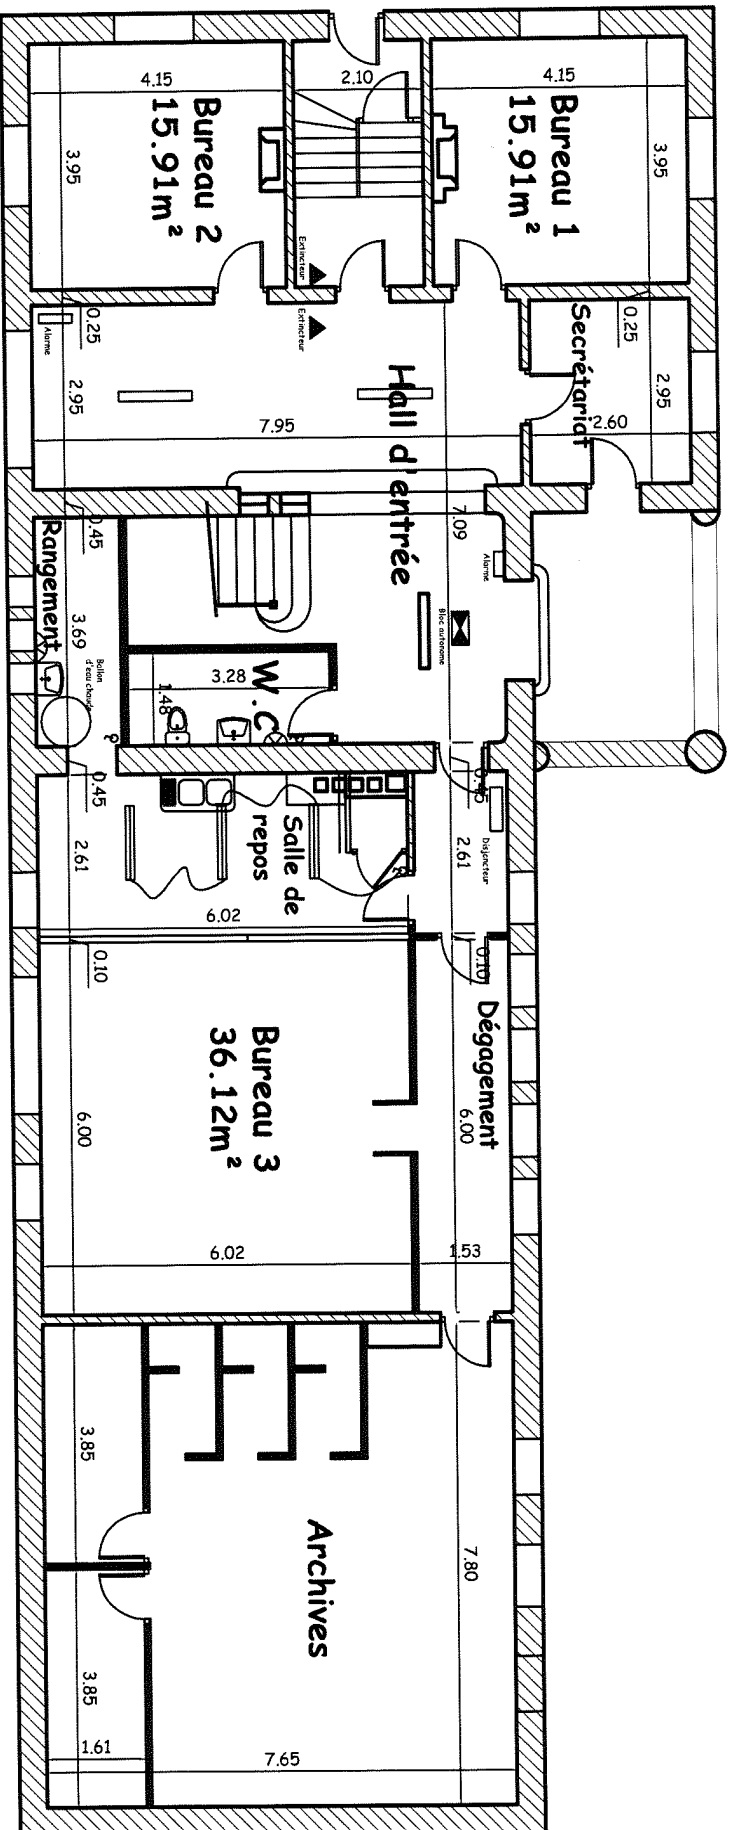 4.15
2.10
4.15
Bureau 2
15.91m²
3.95
Bureau 1
15.91m²
3.95
Extincteur
Extincteur
0.25
Alarme
2.95
7.95
Hall d'entrée
Secrétariat
0.25
2.95
2.60
0.45
Rangement
3.69
Ballon
d'eau chaude
7.09
Alarme
Bloc autonome
W.C
3.28
1.48
0.45
2.61
Salle de
repos
6.02
0.45
2.61
Disjoncteur
0.10
0.10
Bureau 3
36.12m²
6.00
6.02
Dégagement
6.00
1.53
3.85
Archives
7.80
3.85
1.61
7.65